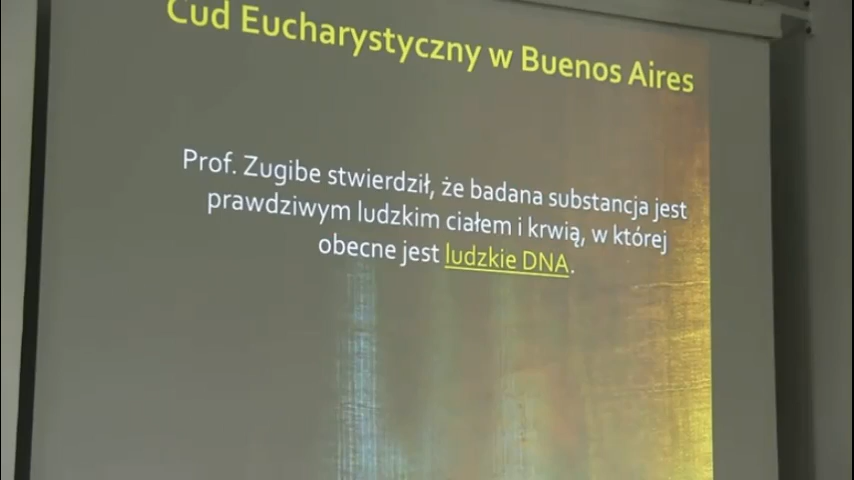 Cud Eucharystyczny w Buenos Aires
Prof. Zugibe stwierdził, że badana substancja jest
prawdziwym ludzkim ciałem i krwią, w której
obecne jest ludzkie DNA.